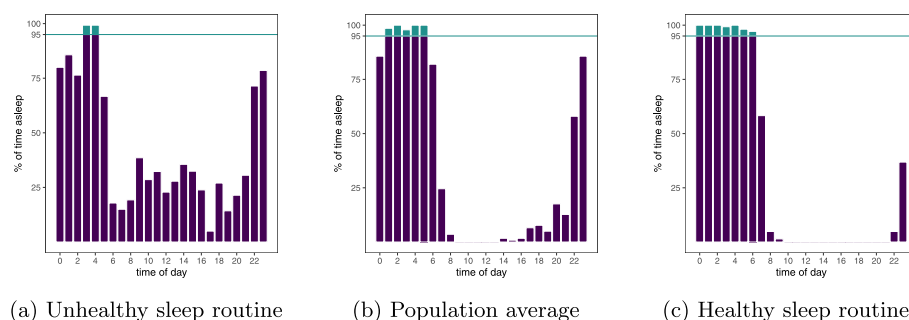 100
95
75
50
25
% of time asleep
0 2 4 6 8 10 12 14 16 18 20 22
time of day
(a) Unhealthy sleep routine
100
95
75
50
25
% of time asleep
0 2 4 6 8 10 12 14 16 18 20 22
time of day
(b) Population average
100
95
75
50
25
% of time asleep
0 2 4 6 8 10 12 14 16 18 20 22
time of day
(c) Healthy sleep routine